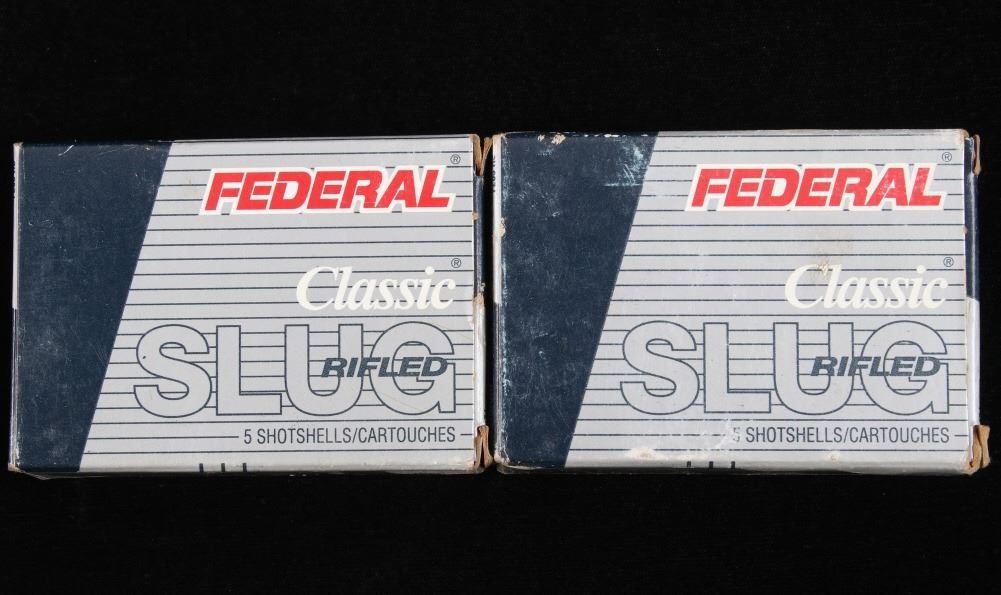 FEDERAL®
Classic®
SLUG
RIFLED
5 SHOTSHELLS/CARTOUCHES
FEDERAL®
Classic®
SLUG
RIFLED
5 SHOTSHELLS/CARTOUCHES